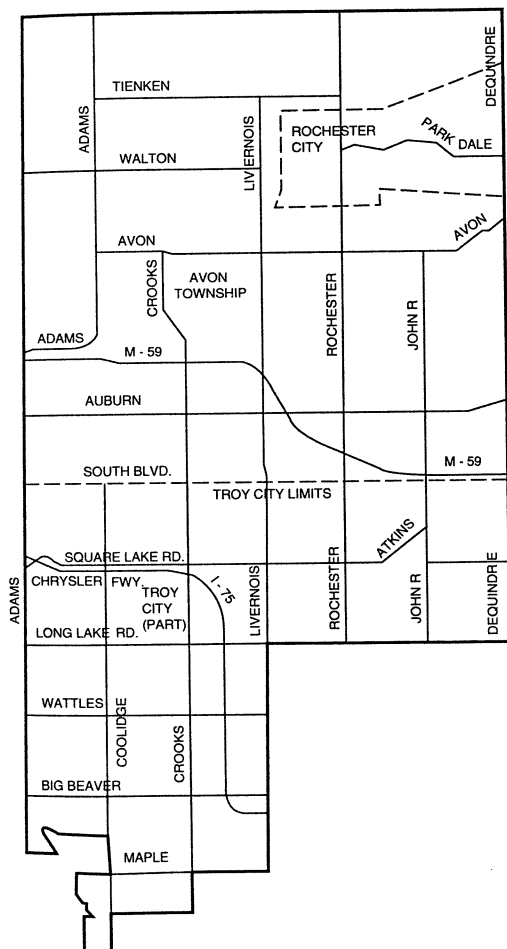 DEQUINDRE
TIENKEN
ADAMS
ROCHESTER
CITY
PARK DALE
LIVERNOIS
WALTON
AVON
AVON
CROOKS
AVON
TOWNSHIP
ROCHESTER
JOHN R
ADAMS
M - 59
AUBURN
SOUTH BLVD.
M - 59
TROY CITY LIMITS
ATKINS
SQUARE LAKE RD.
CHRYSLER FWY.
I - 75
TROY
CITY
(PART)
ADAMS
LIVERNOIS
ROCHESTER
JOHN R
DEQUINDRE
LONG LAKE RD.
WATTLES
COOLIDGE
CROOKS
BIG BEAVER
MAPLE